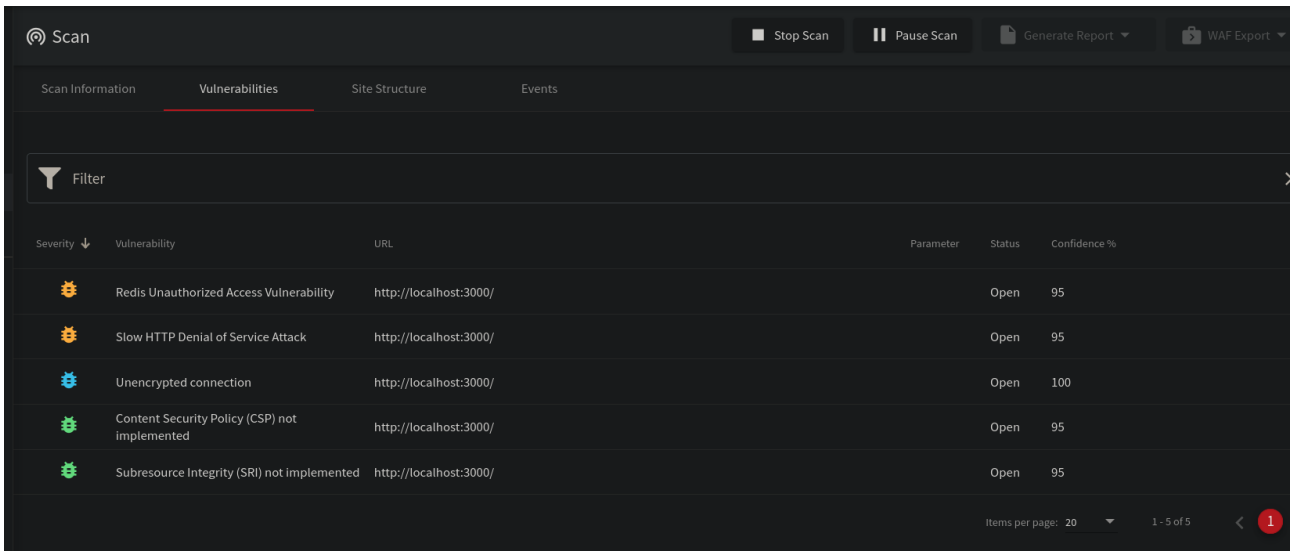 Scan
Stop Scan
Pause Scan
Generate Report
WAF Export
Scan Information
Vulnerabilities
Site Structure
Events
Filter
Severity
Vulnerability
URL
Parameter
Status
Confidence %
Redis Unauthorized Access Vulnerability
http://localhost:3000/
Open
95
Slow HTTP Denial of Service Attack
http://localhost:3000/
Open
95
Unencrypted connection
http://localhost:3000/
Open
100
Content Security Policy (CSP) not
implemented
http://localhost:3000/
Open
95
Subresource Integrity (SRI) not implemented
http://localhost:3000/
Open
95
Items per page: 20
1 - 5 of 5
1